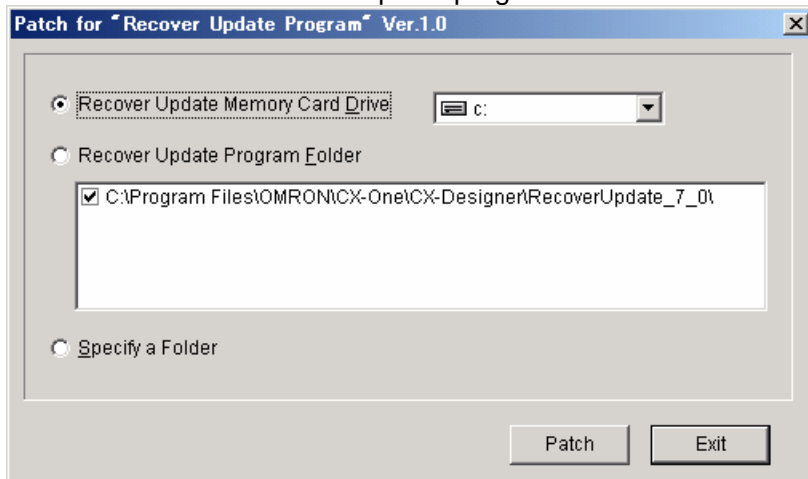 Patch for ˝Recover Update Program˝ Ver.1.0
Recover Update Memory Card Drive
c:
Recover Update Program Folder
C:\Program Files\OMRON\CX-One\CX-Designer\RecoverUpdate_7_0\
Specify a Folder
Patch
Exit